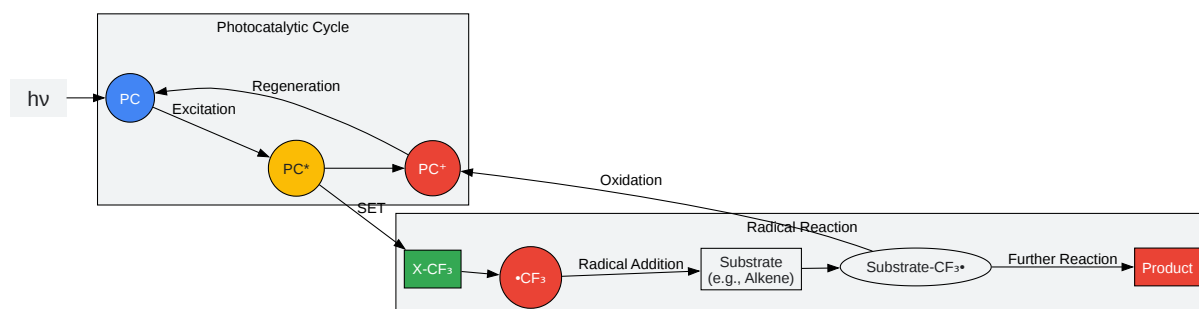 Photocatalytic Cycle
hν
PC
Regeneration
Excitation
PC*
PC⁺
SET
Oxidation
Radical Reaction
X-CF₃
•CF₃
Radical Addition
Substrate
(e.g., Alkene)
Substrate-CF₃•
Further Reaction
Product